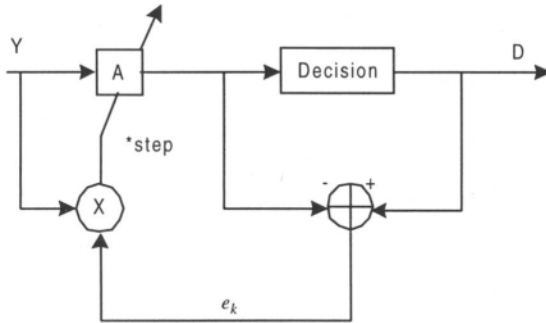 Y
A
Decision
D
*step
X
- +
e_k